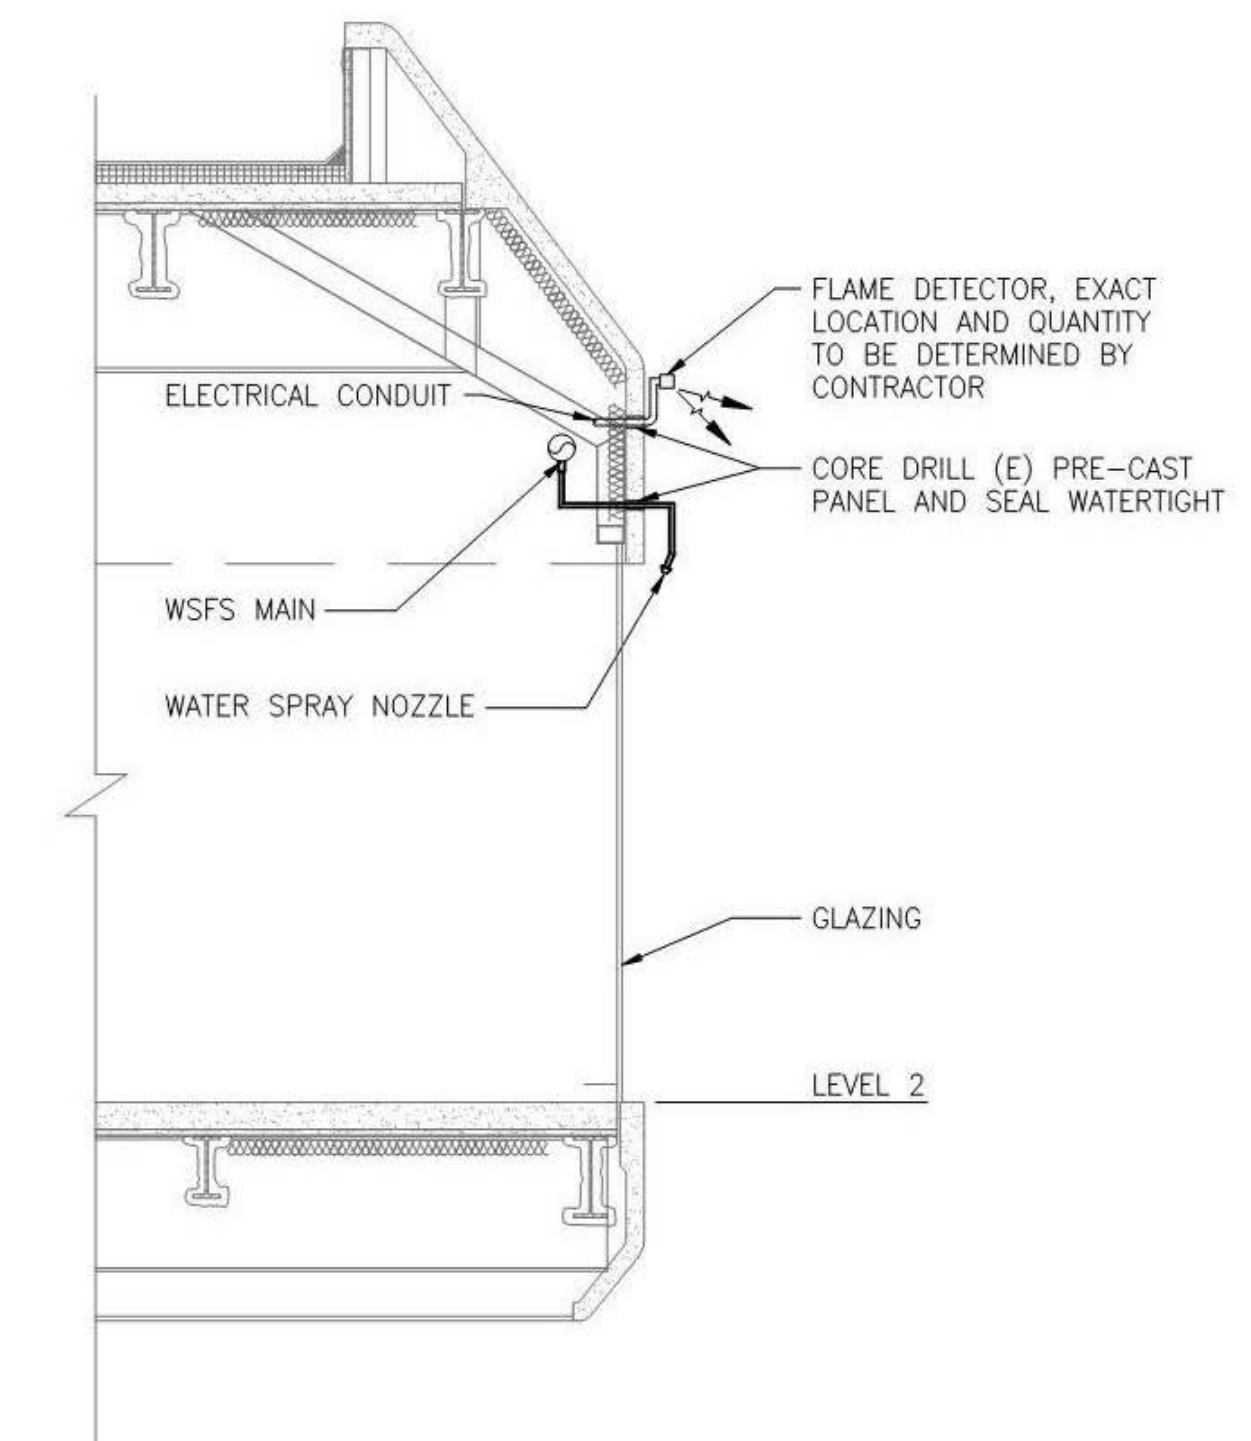 FLAME DETECTOR, EXACT
LOCATION AND QUANTITY
TO BE DETERMINED BY
CONTRACTOR
ELECTRICAL CONDUIT
CORE DRILL (E) PRE-CAST
PANEL AND SEAL WATERTIGHT
WSFS MAIN
WATER SPRAY NOZZLE
GLAZING
LEVEL 2